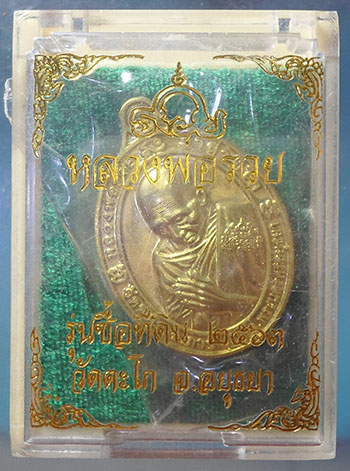 หลวงพ่อรวย
รุ่นซื้อที่ดิน ๒๕๖๓
วัดตะโก อ.อยุธยา